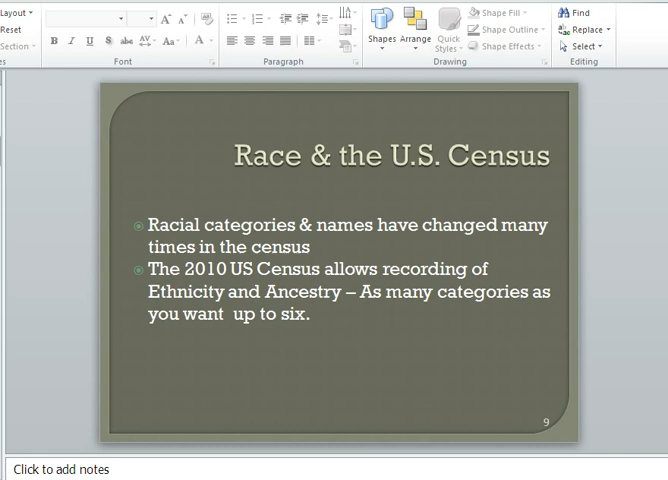 Layout
Reset
Section
Font
Paragraph
Shapes
Arrange
Quick
Styles
Shape Fill
Shape Outline
Shape Effects
Drawing
Find
Replace
Select
Editing
Race & the U.S. Census
Racial categories & names have changed many
times in the census
The 2010 US Census allows recording of
Ethnicity and Ancestry – As many categories as
you want  up to six.
9
Click to add notes